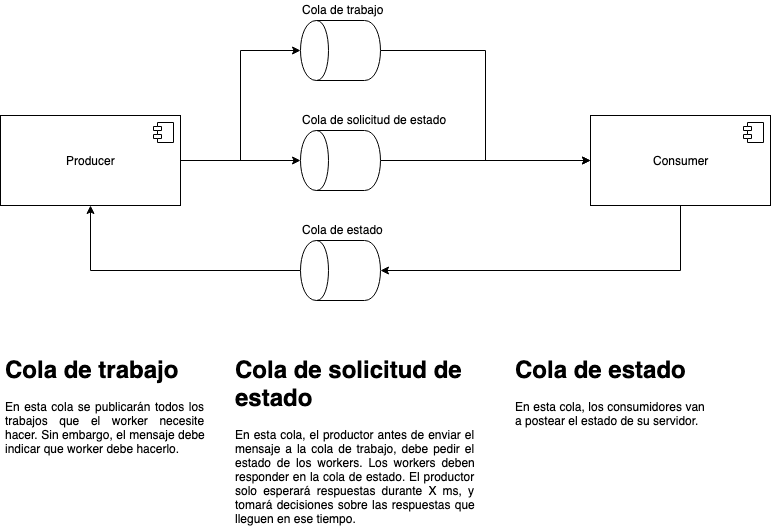 Cola de trabajo
Cola de solicitud de estado
Producer
Consumer
Cola de estado
Cola de trabajo
En esta cola se publicarán todos los
trabajos que el worker necesite
hacer. Sin embargo, el mensaje debe
indicar que worker debe hacerlo.
Cola de solicitud de
estado
En esta cola, el productor antes de enviar el
mensaje a la cola de trabajo, debe pedir el
estado de los workers. Los workers deben
responder en la cola de estado. El productor
solo esperará respuestas durante X ms, y
tomará decisiones sobre las respuestas que
lleguen en ese tiempo.
Cola de estado
En esta cola, los consumidores van
a postear el estado de su servidor.